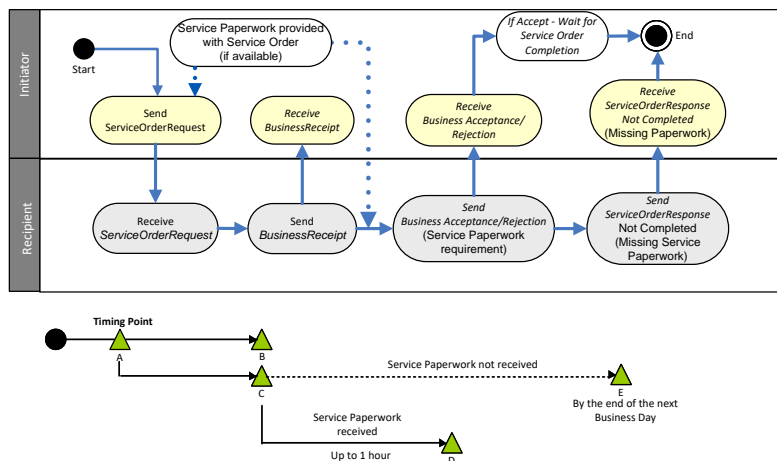 Initiator
Recipient
Start
Service Paperwork provided
with Service Order
(if available)
If Accept - Wait for
Service Order
Completion
End
Send
ServiceOrderRequest
Receive
BusinessReceipt
Receive
Business Acceptance/
Rejection
Receive
ServiceOrderResponse
Not Completed
(Missing Paperwork)
Receive
ServiceOrderRequest
Send
BusinessReceipt
Send
Business Acceptance/Rejection
(Service Paperwork
requirement)
Send
ServiceOrderResponse
Not Completed
(Missing Service
Paperwork)
Timing Point
A
B
C
Service Paperwork not received
E
By the end of the next
Business Day
Service Paperwork
received
Up to 1 hour
D